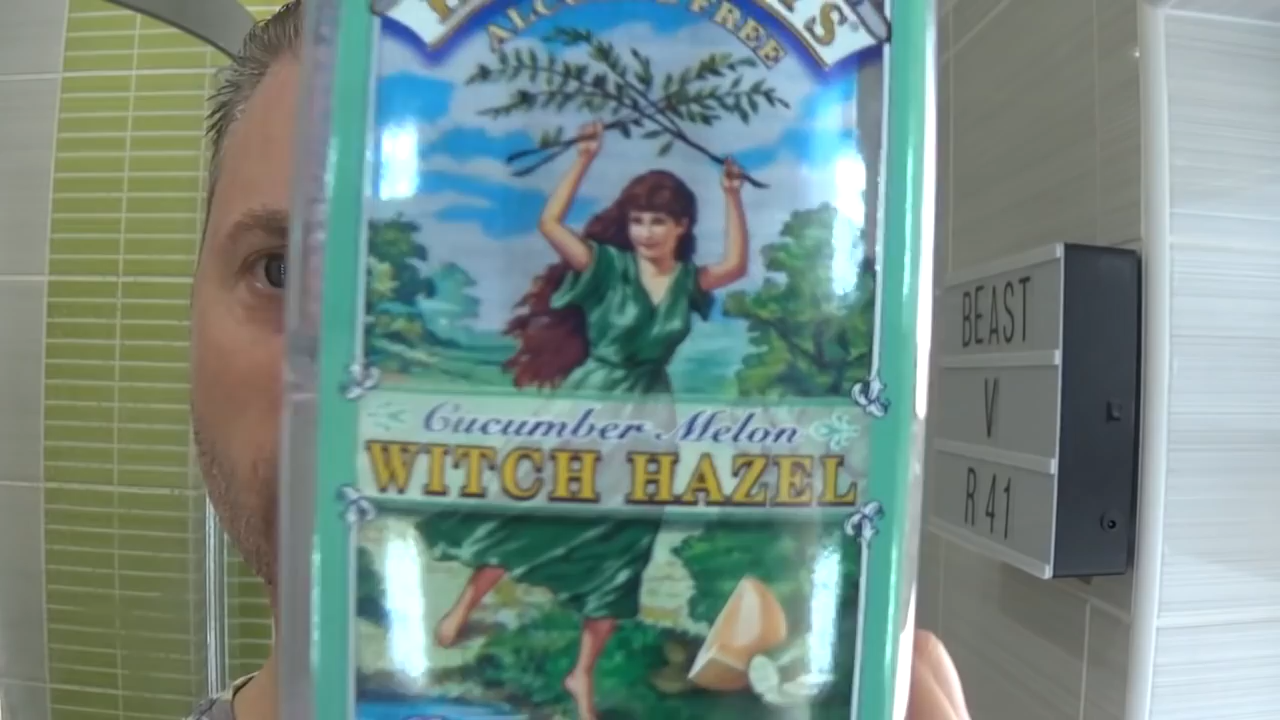 ALCOHOL FREE
Cucumber Melon
WITCH HAZEL
BEAST
V
R 41